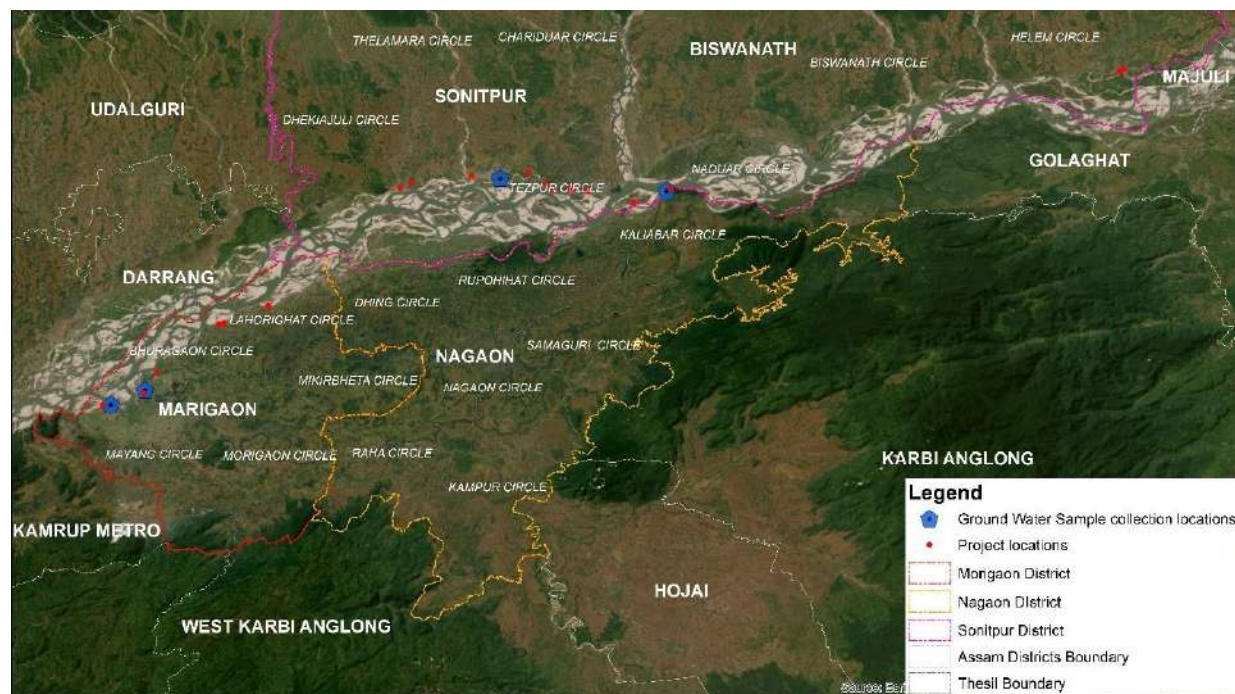 THELAMARA CIRCLE
CHARIDUAR CIRCLE
HELEM CIRCLE
BISWANATH
BISWANATH CIRCLE
MAJULI
SONITPUR
UDALGURI
DHEKIAJULI CIRCLE
GOLAGHAT
NADUAR CIRCLE
TEZPUR CIRCLE
KALIABAR CIRCLE
DARRANG
RUPOHIHAT CIRCLE
DHING CIRCLE
LAHORIGHAT CIRCLE
SAMAGURI CIRCLE
BHURAGAON CIRCLE
NAGAON
MIKIRBHETA CIRCLE
NAGAON CIRCLE
MARIGAON
MAYANG CIRCLE
MORIGAON CIRCLE
RAHA CIRCLE
KARBI ANGLONG
KAMPUR CIRCLE
KAMRUP METRO
HOJAI
WEST KARBI ANGLONG
Legend
Ground Water Sample collection locations
Project locations
Morigaon District
Nagaon District
Sonitpur District
Assam Districts Boundary
Thesil Boundary